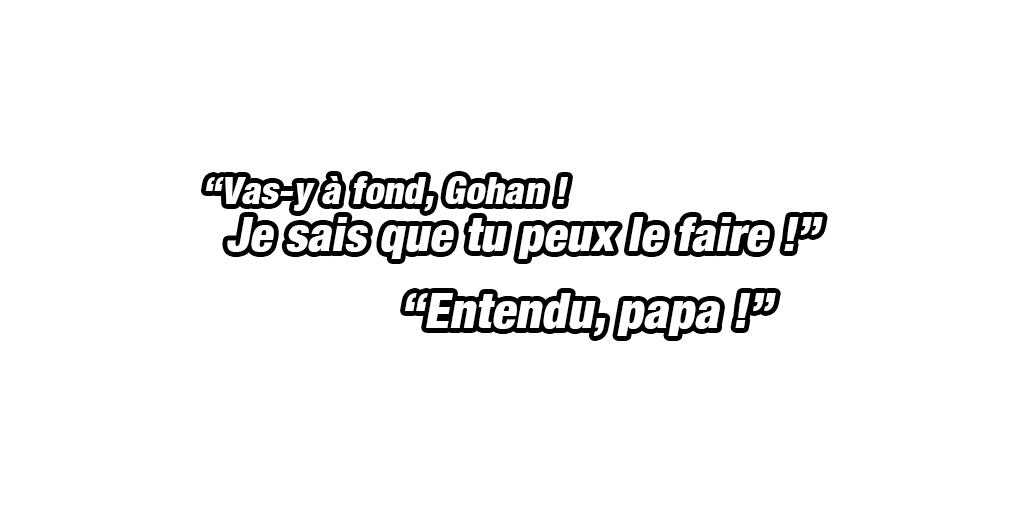 “Vas-y à fond, Gohan !
Je sais que tu peux le faire !”
“Entendu, papa !”